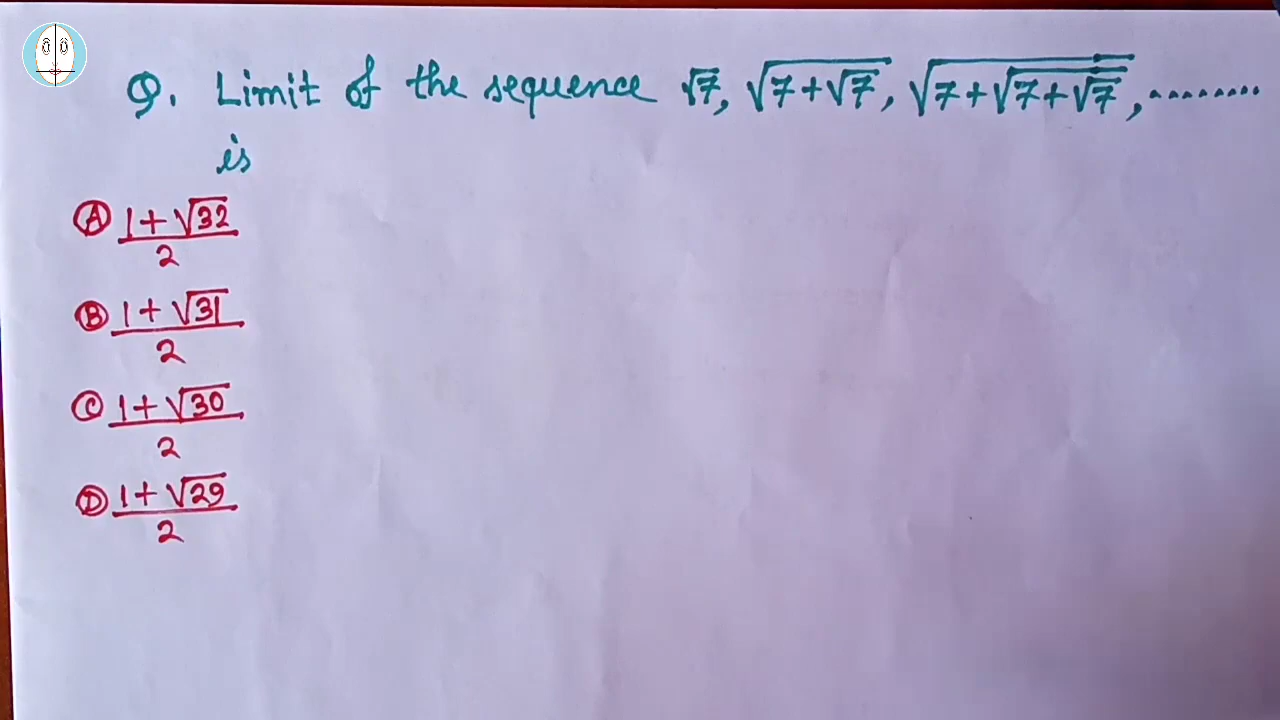 Q. Limit of the sequence √7, √(7+√7), √(7+√(7+√7)), .........
is
Ⓐ (1+√32)/2
Ⓑ (1+√31)/2
Ⓒ (1+√30)/2
Ⓓ (1+√29)/2